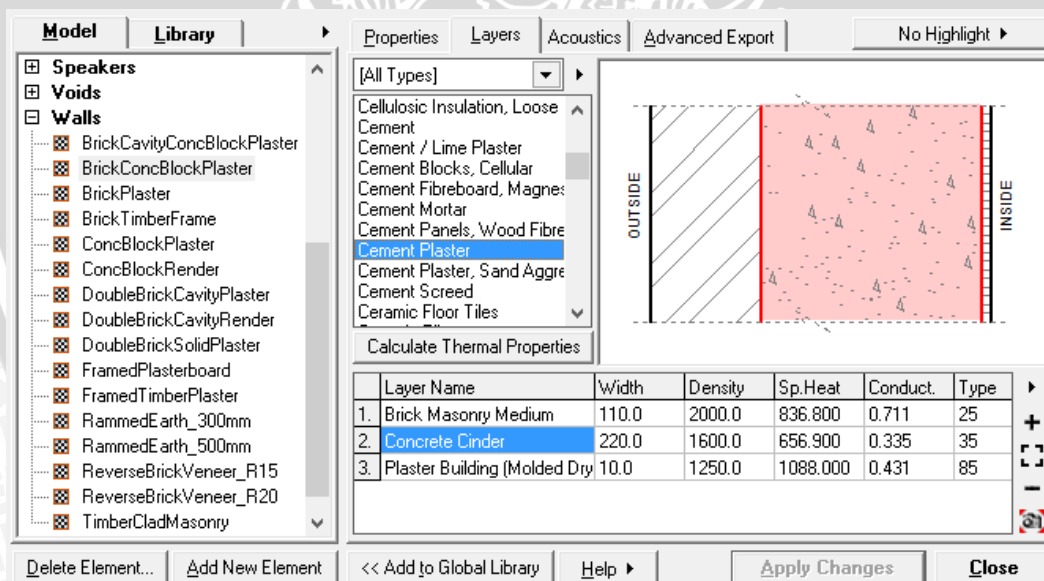 Model
Library
Properties
Layers
Acoustics
Advanced Export
No Highlight
Speakers
Voids
Walls
BrickCavityConcBlockPlaster
BrickConcBlockPlaster
BrickPlaster
BrickTimberFrame
ConcBlockPlaster
ConcBlockRender
DoubleBrickCavityPlaster
DoubleBrickCavityRender
DoubleBrickSolidPlaster
FramedPlasterboard
FramedTimberPlaster
RammedEarth_300mm
RammedEarth_500mm
ReverseBrickVeneer_R15
ReverseBrickVeneer_R20
TimberCladMasonry
[All Types]
Cellulosic Insulation, Loose
Cement
Cement / Lime Plaster
Cement Blocks, Cellular
Cement Fibreboard, Magnes
Cement Mortar
Cement Panels, Wood Fibre
Cement Plaster
Cement Plaster, Sand Aggre
Cement Screed
Ceramic Floor Tiles
Calculate Thermal Properties
OUTSIDE
INSIDE
Layer Name Width Density Sp.Heat Conduct. Type
1. Brick Masonry Medium 110.0 2000.0 836.800 0.711 25
2. Concrete Cinder 220.0 1600.0 656.900 0.335 35
3. Plaster Building (Molded Dry 10.0 1250.0 1088.000 0.431 85
Delete Element...
Add New Element
<< Add to Global Library
Help
Apply Changes
Close